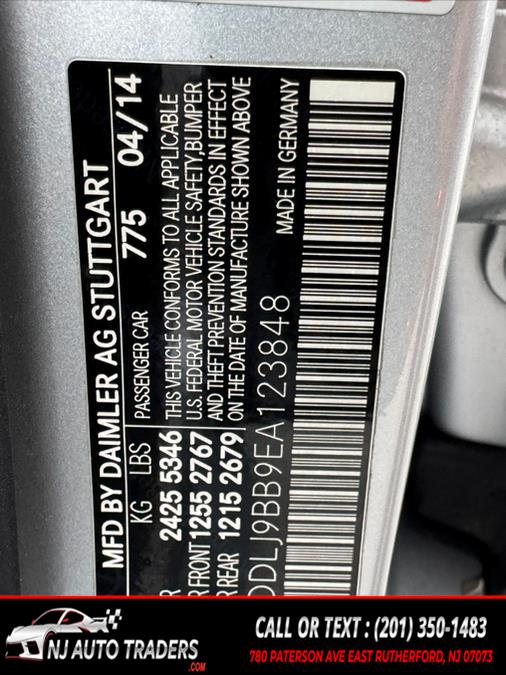 MFD BY DAIMLER AG STUTTGART
KG LBS PASSENGER CAR 775 04/14
R 2425 5346 THIS VEHICLE CONFORMS TO ALL APPLICABLE
U.S. FEDERAL MOTOR VEHICLE SAFETY,BUMPER
R FRONT 1255 2767 AND THEFT PREVENTION STANDARDS IN EFFECT
R REAR 1215 2679 ON THE DATE OF MANUFACTURE SHOWN ABOVE
DDLJ9BB9EA123848 MADE IN GERMANY
NJ AUTO TRADERS
.COM
CALL OR TEXT : (201) 350-1483
780 PATERSON AVE EAST RUTHERFORD, NJ 07073